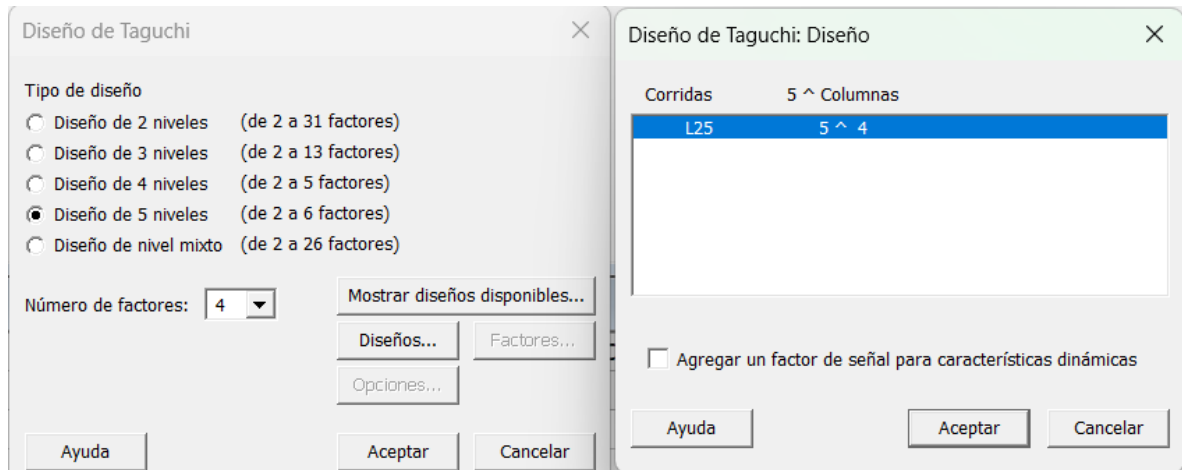 Diseño de Taguchi
Tipo de diseño
Diseño de 2 niveles (de 2 a 31 factores)
Diseño de 3 niveles (de 2 a 13 factores)
Diseño de 4 niveles (de 2 a 5 factores)
Diseño de 5 niveles (de 2 a 6 factores)
Diseño de nivel mixto (de 2 a 26 factores)
Número de factores: 4
Mostrar diseños disponibles...
Diseños... Factores...
Opciones...
Ayuda Aceptar Cancelar
Diseño de Taguchi: Diseño
Corridas 5 ^ Columnas
L25 5 ^ 4
Agregar un factor de señal para características dinámicas
Ayuda Aceptar Cancelar